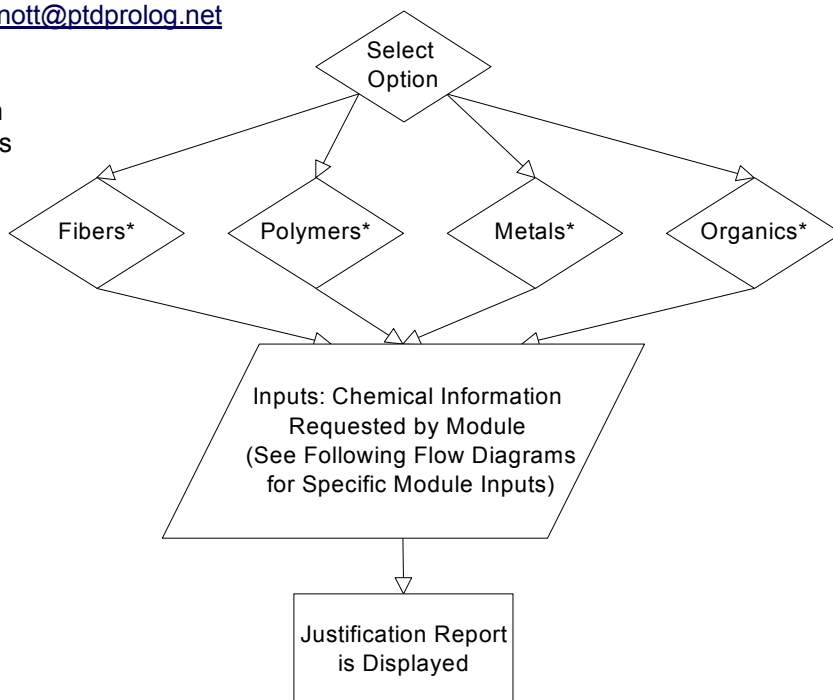 nott@ptdprolog.net
Select
Option
s
Fibers*
Polymers*
Metals*
Organics*
Inputs: Chemical Information
Requested by Module
(See Following Flow Diagrams
for Specific Module Inputs)
Justification Report
is Displayed